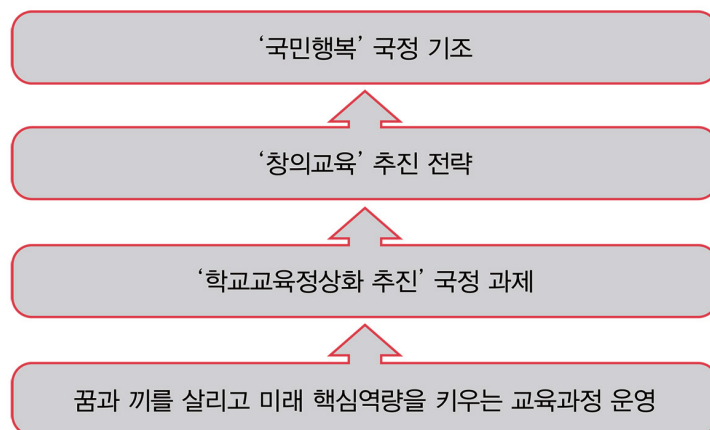 ‘국민행복’ 국정 기조
‘창의교육’ 추진 전략
‘학교교육정상화 추진’ 국정 과제
꿈과 끼를 살리고 미래 핵심역량을 키우는 교육과정 운영